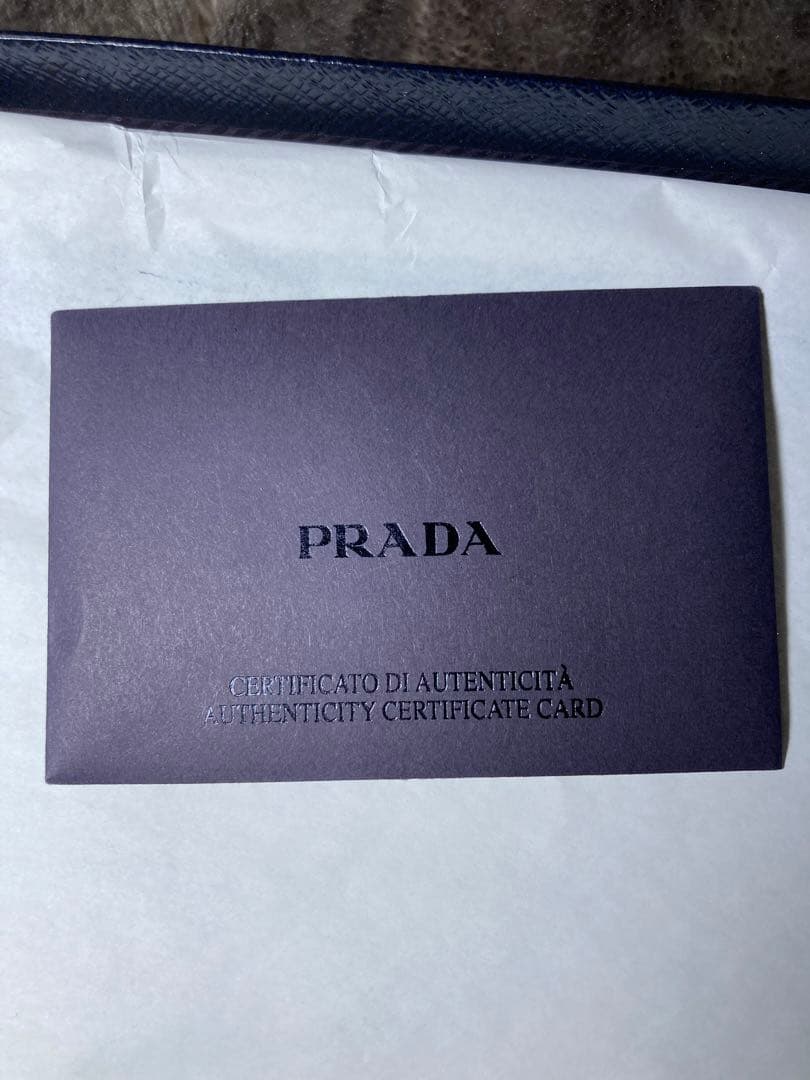 PRADA
CERTIFICATO DI AUTENTICITÀ
AUTHENTICITY CERTIFICATE CARD